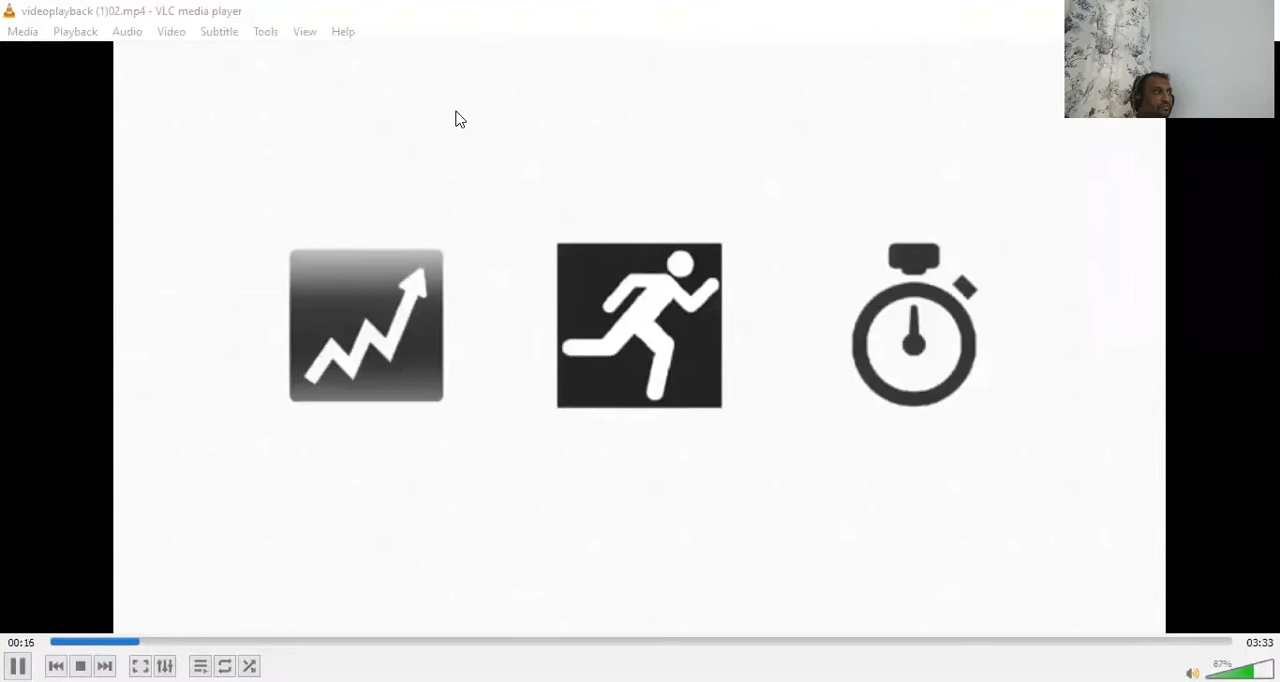 videoplayback (1)02.mp4 - VLC media player
Media Playback Audio Video Subtitle Tools View Help
00:16 03:33
87%